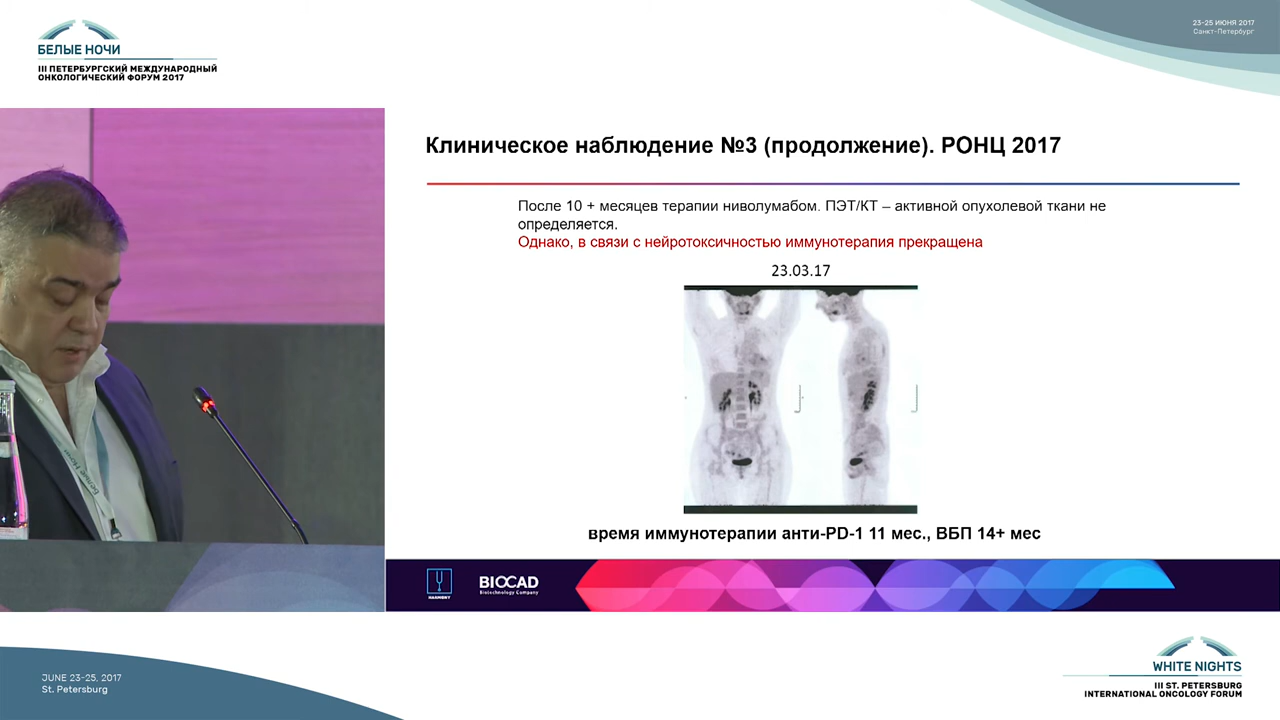 БЕЛЫЕ НОЧИ
III ПЕТЕРБУРГСКИЙ МЕЖДУНАРОДНЫЙ
ОНКОЛОГИЧЕСКИЙ ФОРУМ 2017
23-25 ИЮНЯ 2017
Санкт-Петербург
Клиническое наблюдение №3 (продолжение). РОНЦ 2017
После 10 + месяцев терапии ниволумабом. ПЭТ/КТ – активной опухолевой ткани не
определяется.
Однако, в связи с нейротоксичностью иммунотерапия прекращена
23.03.17
время иммунотерапии анти-PD-1 11 мес., ВБП 14+ мес
Белые Ночи
HARMONY
BIOCAD
Biotechnology Company
JUNE 23-25, 2017
St. Petersburg
WHITE NIGHTS
III ST. PETERSBURG
INTERNATIONAL ONCOLOGY FORUM